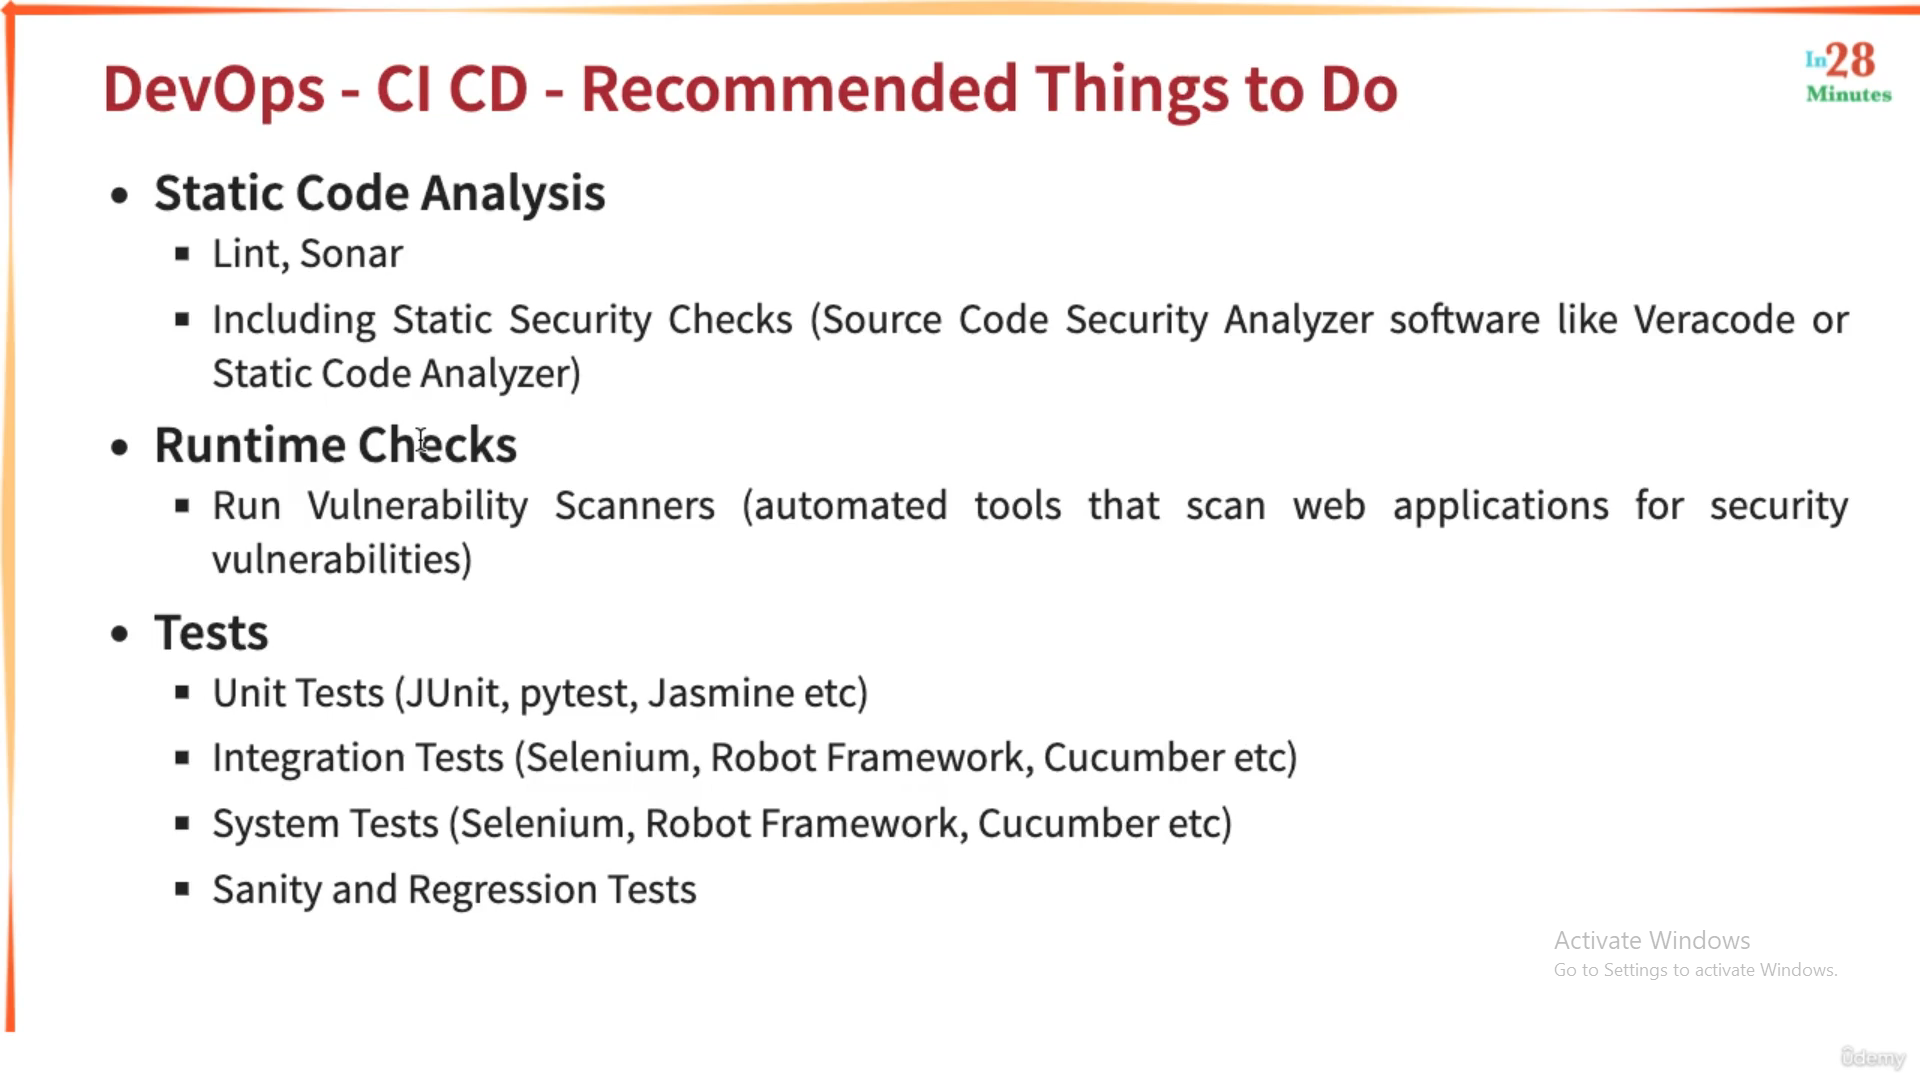 DevOps - CI CD - Recommended Things to Do
In28
Minutes
• Static Code Analysis
▪ Lint, Sonar
▪ Including Static Security Checks (Source Code Security Analyzer software like Veracode or
Static Code Analyzer)
• Runtime Checks
▪ Run Vulnerability Scanners (automated tools that scan web applications for security
vulnerabilities)
• Tests
▪ Unit Tests (JUnit, pytest, Jasmine etc)
▪ Integration Tests (Selenium, Robot Framework, Cucumber etc)
▪ System Tests (Selenium, Robot Framework, Cucumber etc)
▪ Sanity and Regression Tests
Activate Windows
Go to Settings to activate Windows.
ûdemy